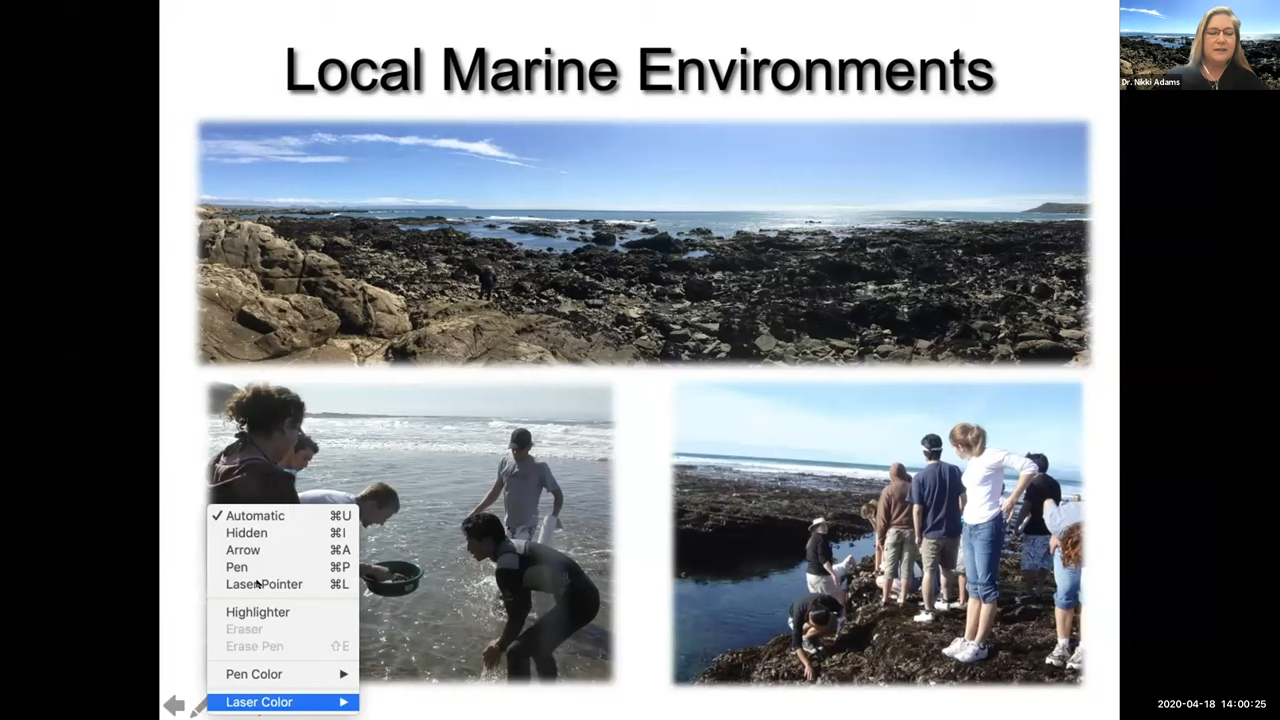 Local Marine Environments
Dr. Nikki Adams
✓ Automatic ⌘U
Hidden ⌘I
Arrow ⌘A
Pen ⌘P
Laser Pointer ⌘L
Highlighter
Eraser
Erase Pen ⇧E
Pen Color ▶
Laser Color ▶
2020-04-18 14:00:25